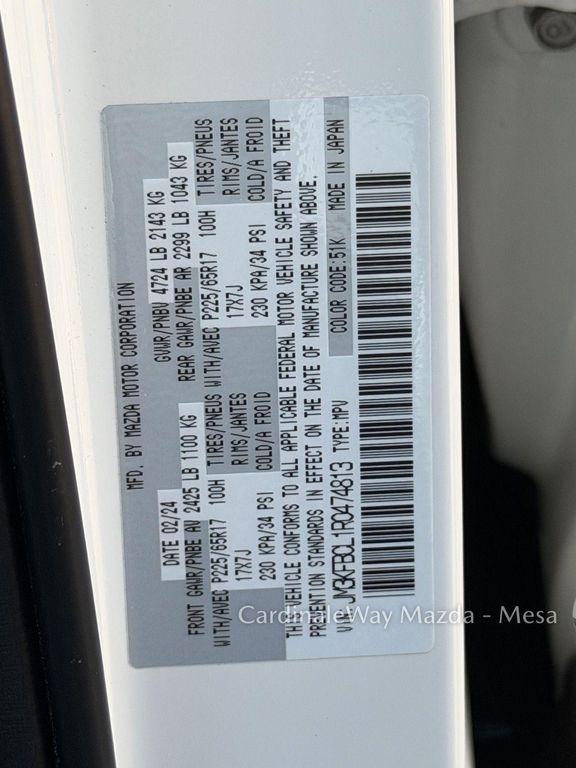 MFD. BY MAZDA MOTOR CORPORATION
DATE 02/24 GVWR/PNBV 4724 LB 2143 KG
FRONT GAWR/PNBE AV 2425 LB 1100 KG REAR GAWR/PNBE AR 2299 LB 1043 KG
WITH/AVEC P225/65R17 100H TIRES/PNEUS WITH/AVEC P225/65R17 100H TIRES/PNEUS
17X7J RIMS/JANTES 17X7J RIMS/JANTES
230 KPA/34 PSI COLD/A FROID 230 KPA/34 PSI COLD/A FROID
THIS VEHICLE CONFORMS TO ALL APPLICABLE FEDERAL MOTOR VEHICLE SAFETY AND THEFT
PREVENTION STANDARDS IN EFFECT ON THE DATE OF MANUFACTURE SHOWN ABOVE.
COLOR CODE:51K MADE IN JAPAN
JM3KFBCL1R0474813 TYPE:MPV
CardinaleWay Mazda - Mesa